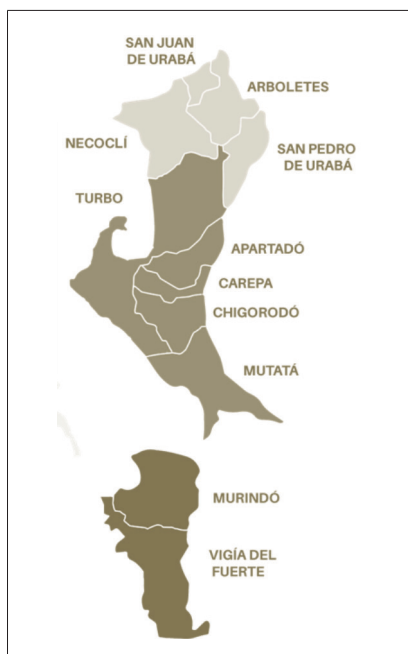 SAN JUAN
DE URABÁ
ARBOLETES
NECOCLÍ
SAN PEDRO
DE URABÁ
TURBO
APARTADÓ
CAREPA
CHIGORODÓ
MUTATÁ
MURINDÓ
VIGÍA DEL
FUERTE